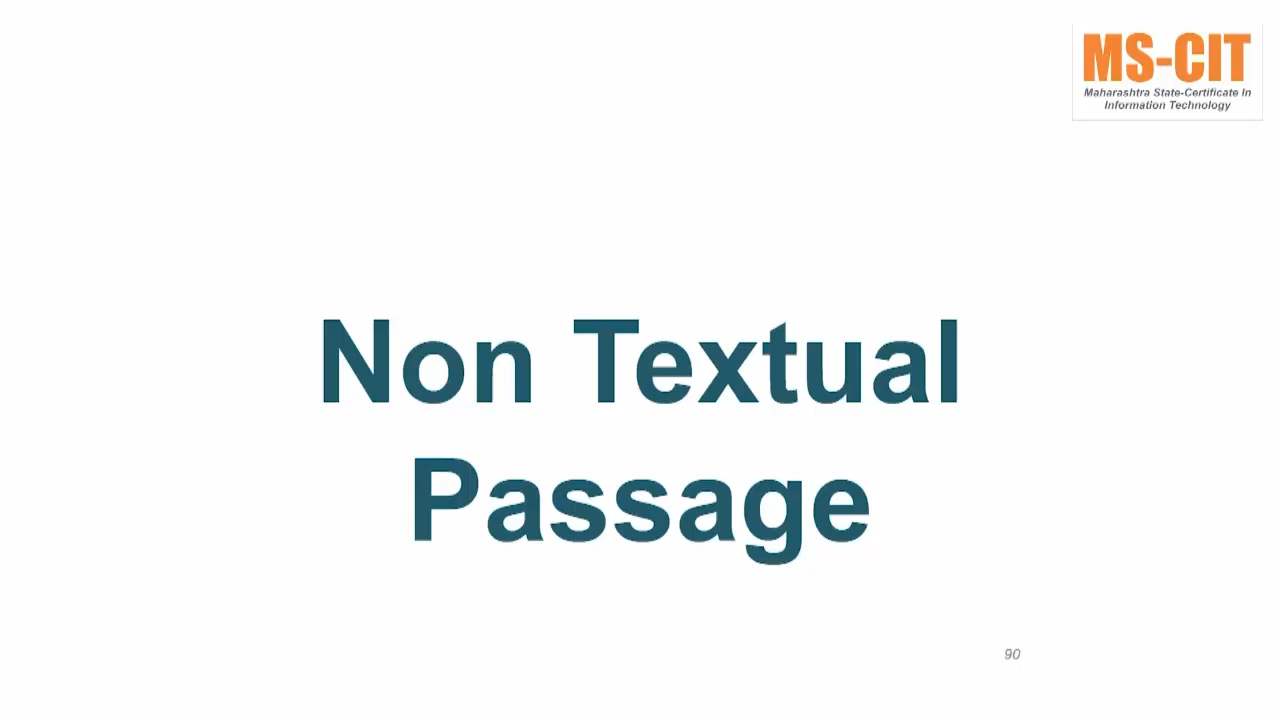 MS-CIT
Maharashtra State-Certificate In
Information Technology
Non Textual
Passage
90